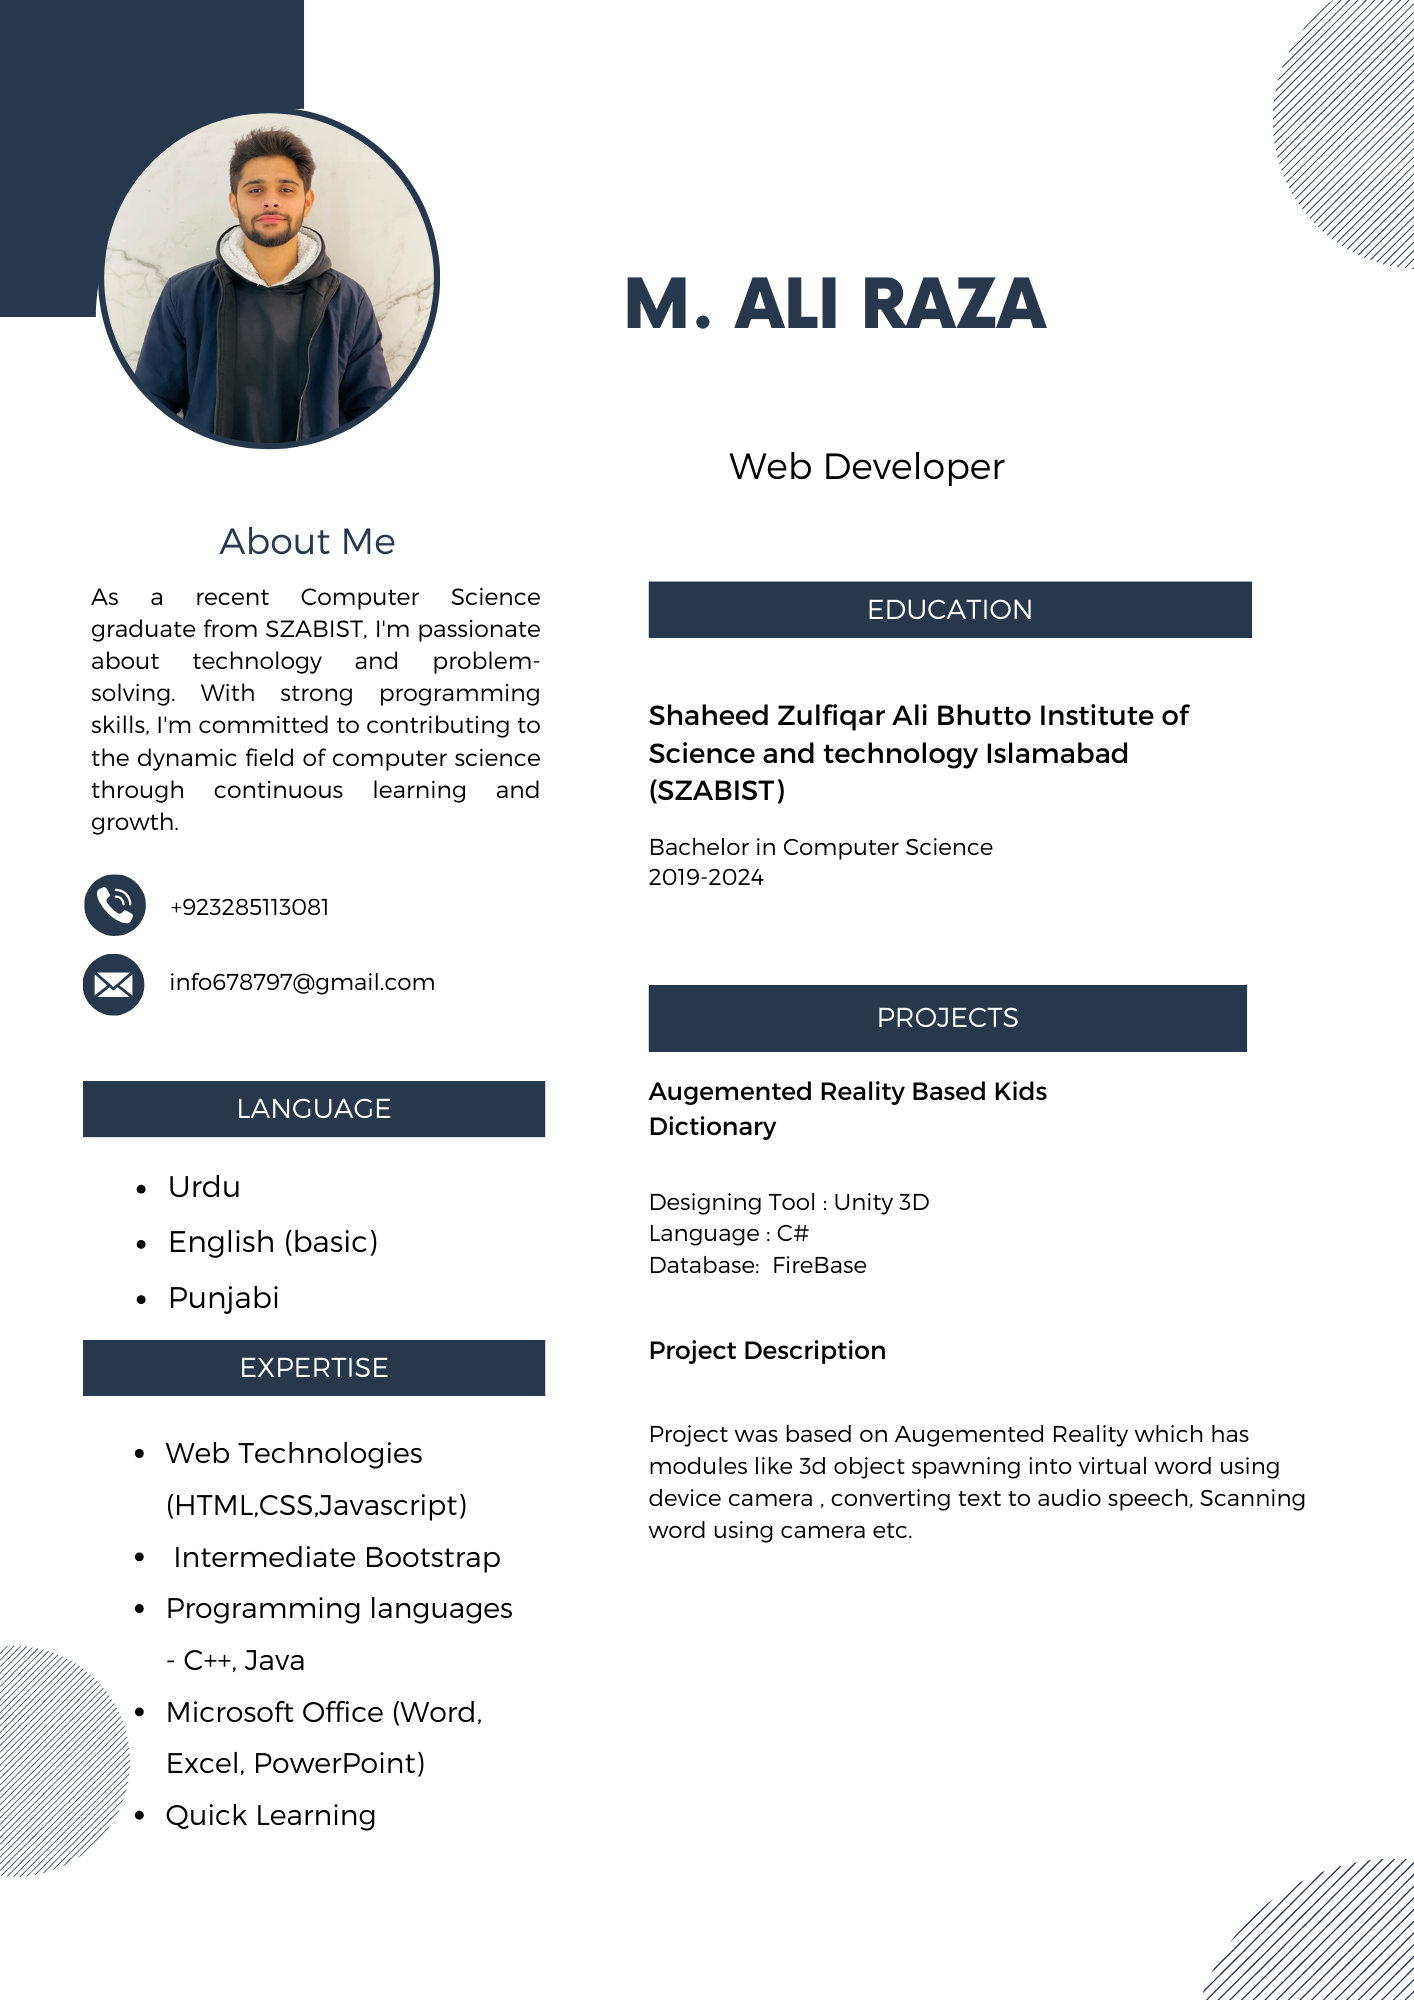 M. ALI RAZA
Web Developer
About Me
As a recent Computer Science
graduate from SZABIST, I'm passionate
about technology and problem-
solving. With strong programming
skills, I'm committed to contributing to
the dynamic field of computer science
through continuous learning and
growth.
+923285113081
info678797@gmail.com
LANGUAGE
• Urdu
• English (basic)
• Punjabi
EXPERTISE
• Web Technologies
(HTML,CSS,Javascript)
• Intermediate Bootstrap
• Programming languages
- C++, Java
• Microsoft Office (Word,
Excel, PowerPoint)
• Quick Learning
EDUCATION
Shaheed Zulfiqar Ali Bhutto Institute of
Science and technology Islamabad
(SZABIST)
Bachelor in Computer Science
2019-2024
PROJECTS
Augemented Reality Based Kids
Dictionary
Designing Tool : Unity 3D
Language : C#
Database: FireBase
Project Description
Project was based on Augemented Reality which has
modules like 3d object spawning into virtual word using
device camera , converting text to audio speech, Scanning
word using camera etc.